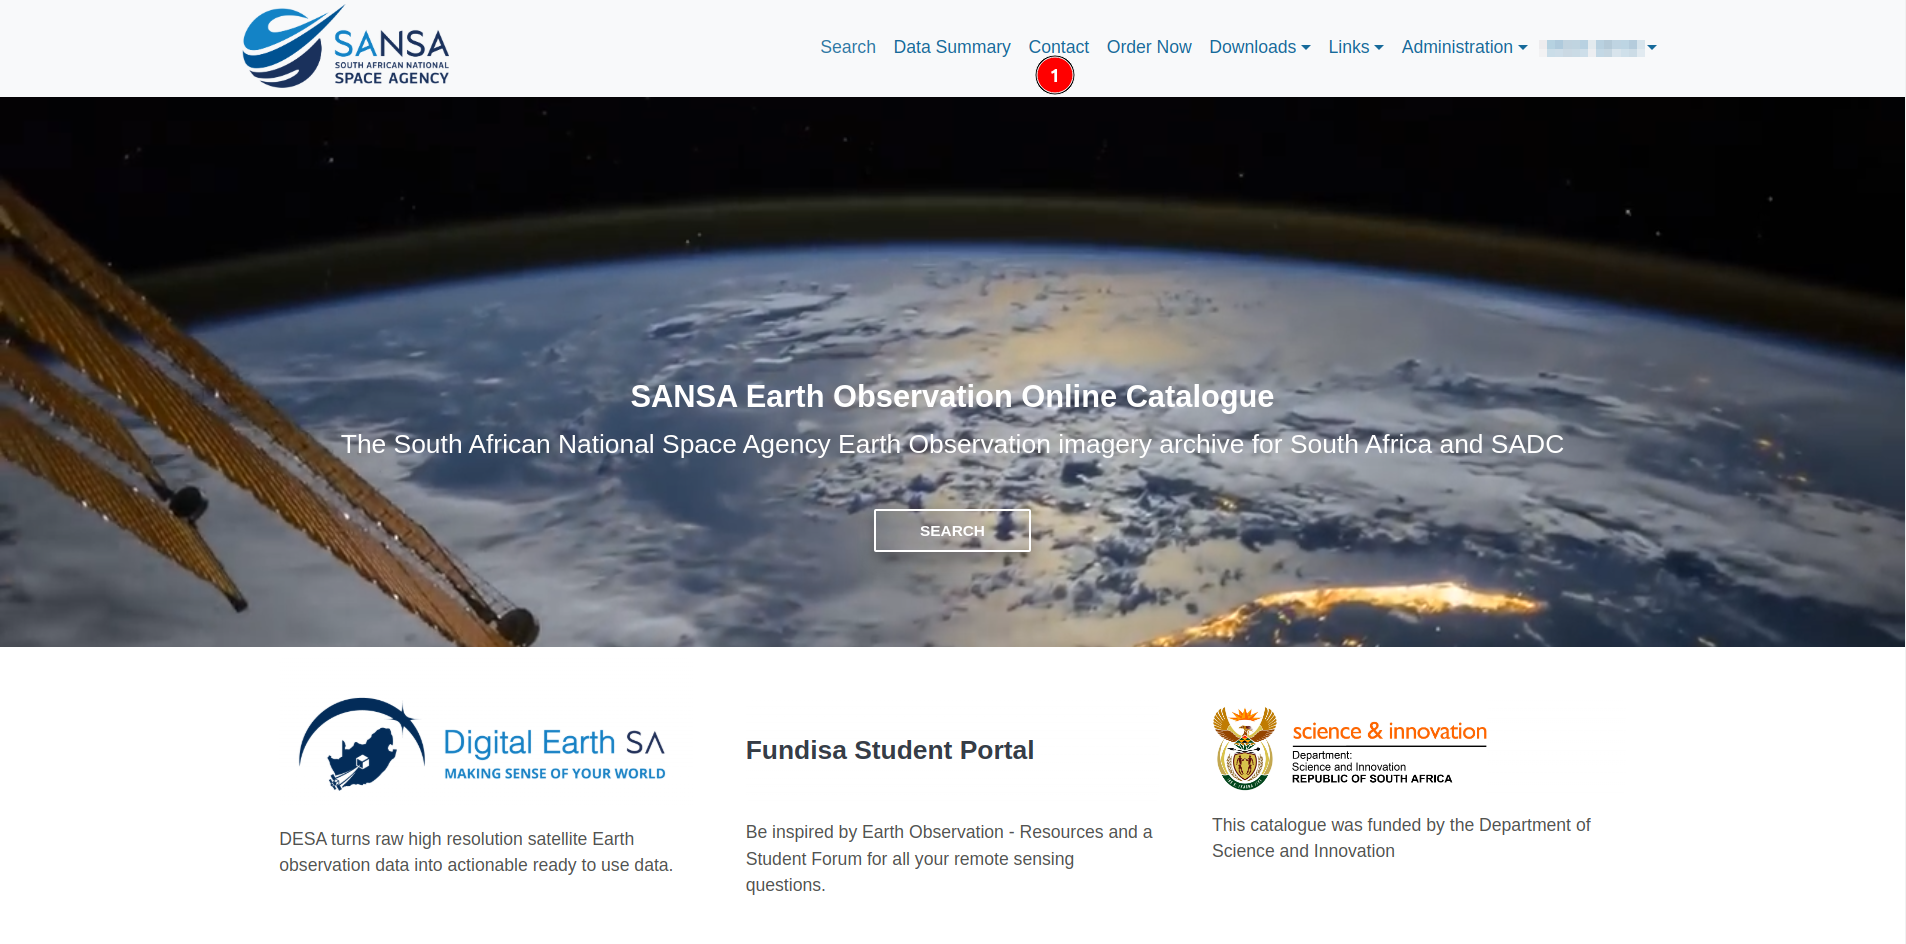 SANSA
SOUTH AFRICAN NATIONAL
SPACE AGENCY
Search Data Summary Contact Order Now Downloads Links Administration
1
SANSA Earth Observation Online Catalogue
The South African National Space Agency Earth Observation imagery archive for South Africa and SADC
SEARCH
Digital Earth SA
MAKING SENSE OF YOUR WORLD
DESA turns raw high resolution satellite Earth
observation data into actionable ready to use data.
Fundisa Student Portal
Be inspired by Earth Observation - Resources and a
Student Forum for all your remote sensing
questions.
science & innovation
Department:
Science and Innovation
REPUBLIC OF SOUTH AFRICA
This catalogue was funded by the Department of
Science and Innovation